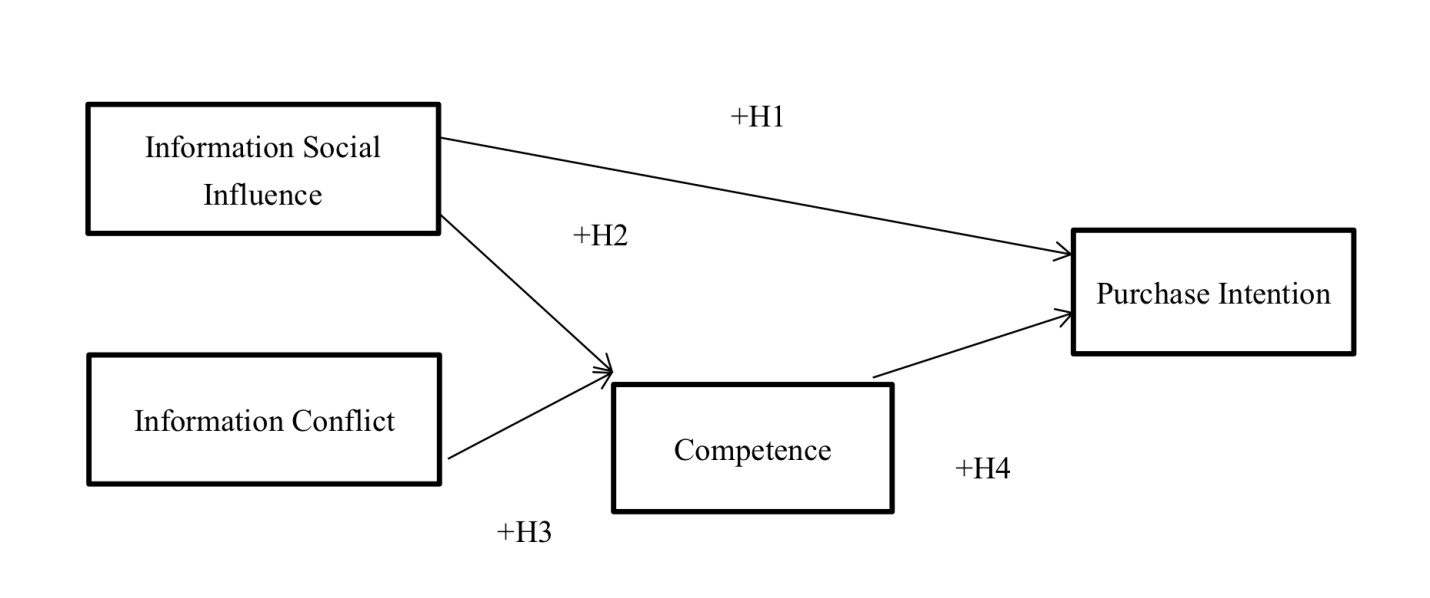 +H1
Information Social
Influence
+H2
Purchase Intention
Information Conflict
Competence
+H4
+H3